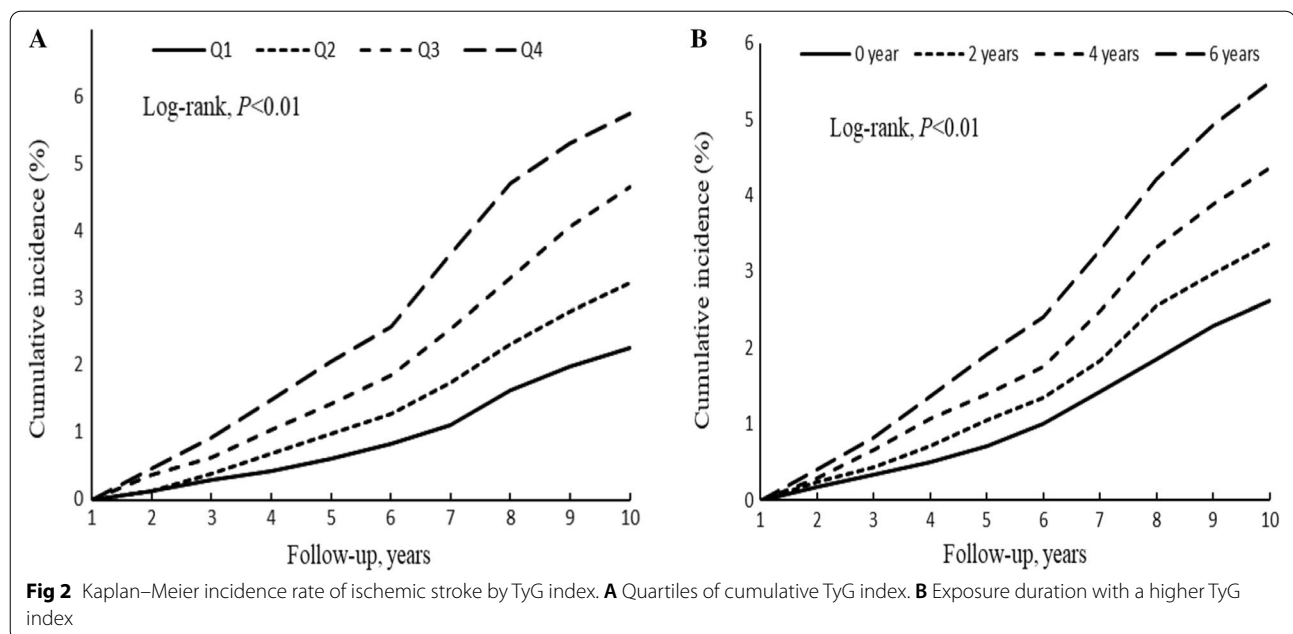 A
Q1 Q2 Q3 Q4
Log-rank, P<0.01
Cumulative incidence (%)
6
5
4
3
2
1
0
1 2 3 4 5 6 7 8 9 10
Follow-up, years
B
0 year 2 years 4 years 6 years
Log-rank, P<0.01
Cumulative incidence (%)
6
5
4
3
2
1
0
1 2 3 4 5 6 7 8 9 10
Follow-up, years
Fig 2 Kaplan–Meier incidence rate of ischemic stroke by TyG index. A Quartiles of cumulative TyG index. B Exposure duration with a higher TyG
index